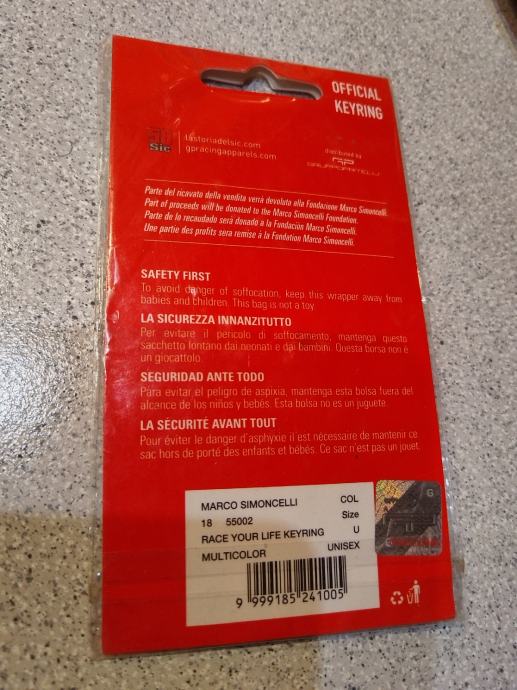 OFFICIAL
KEYRING
Sic
lastoriadelsic.com
gpracingapparels.com
distributed by
GRUPPOPRITELLI
Parte del ricavato della vendita verrà devoluto alla Fondazione Marco Simoncelli.
Part of proceeds will be donated to the Marco Simoncelli Foundation.
Parte de lo recaudado será donado a la Fundación Marco Simoncelli.
Une partie des profits sera remise à la Fondation Marco Simoncelli.
SAFETY FIRST
To avoid danger of soffocation, keep this wrapper away from
babies and children. This bag is not a toy
LA SICUREZZA INNANZITUTTO
Per evitare il pericolo di soffocamento, mantenga questo
sacchetto lontano dai neonati e dai bambini. Questa borsa non è
un giocattolo.
SEGURIDAD ANTE TODO
Para evitar el peligro de aspixia, mantenga esta bolsa fuera del
alcance de los niños y bebés. Esta bolsa no es un juguete.
LA SÉCURITÉ AVANT TOUT
Pour éviter le danger d'asphyxie il est nécessaire de mantenir ce
sac hors de porté des enfants et bébés. Ce sac n'est pas un jouet.
MARCO SIMONCELLI COL
18 55002 Size
RACE YOUR LIFE KEYRING U
MULTICOLOR UNISEX
9 999185 241005